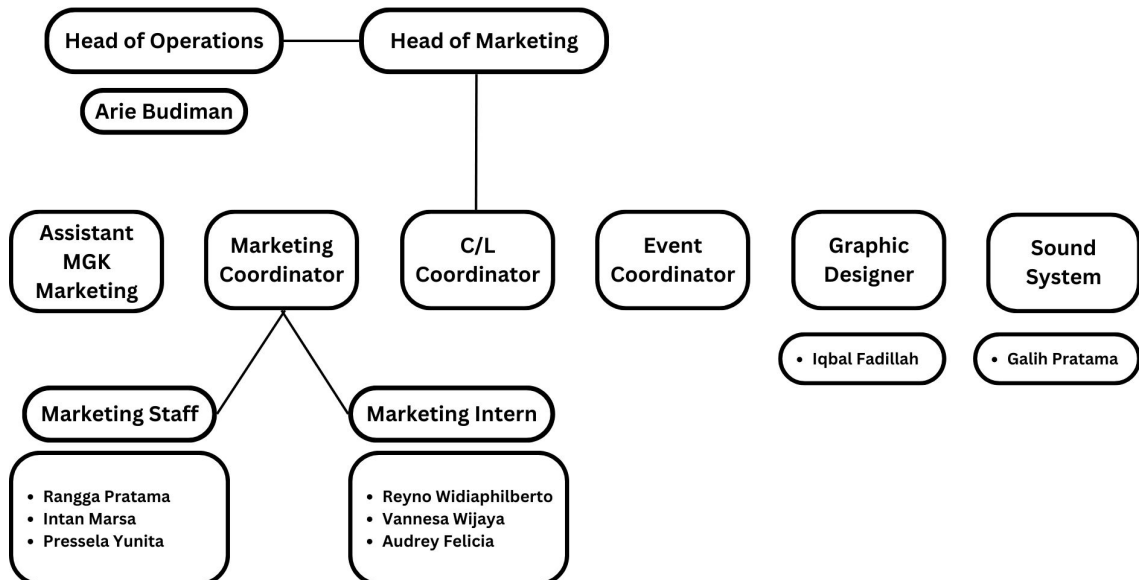 Head of Operations
Head of Marketing
Arie Budiman
Assistant
MGK
Marketing
Marketing
Coordinator
C/L
Coordinator
Event
Coordinator
Graphic
Designer
Sound
System
• Iqbal Fadillah
• Galih Pratama
Marketing Staff
Marketing Intern
• Rangga Pratama
• Intan Marsa
• Pressela Yunita
• Reyno Widiaphilberto
• Vannesa Wijaya
• Audrey Felicia